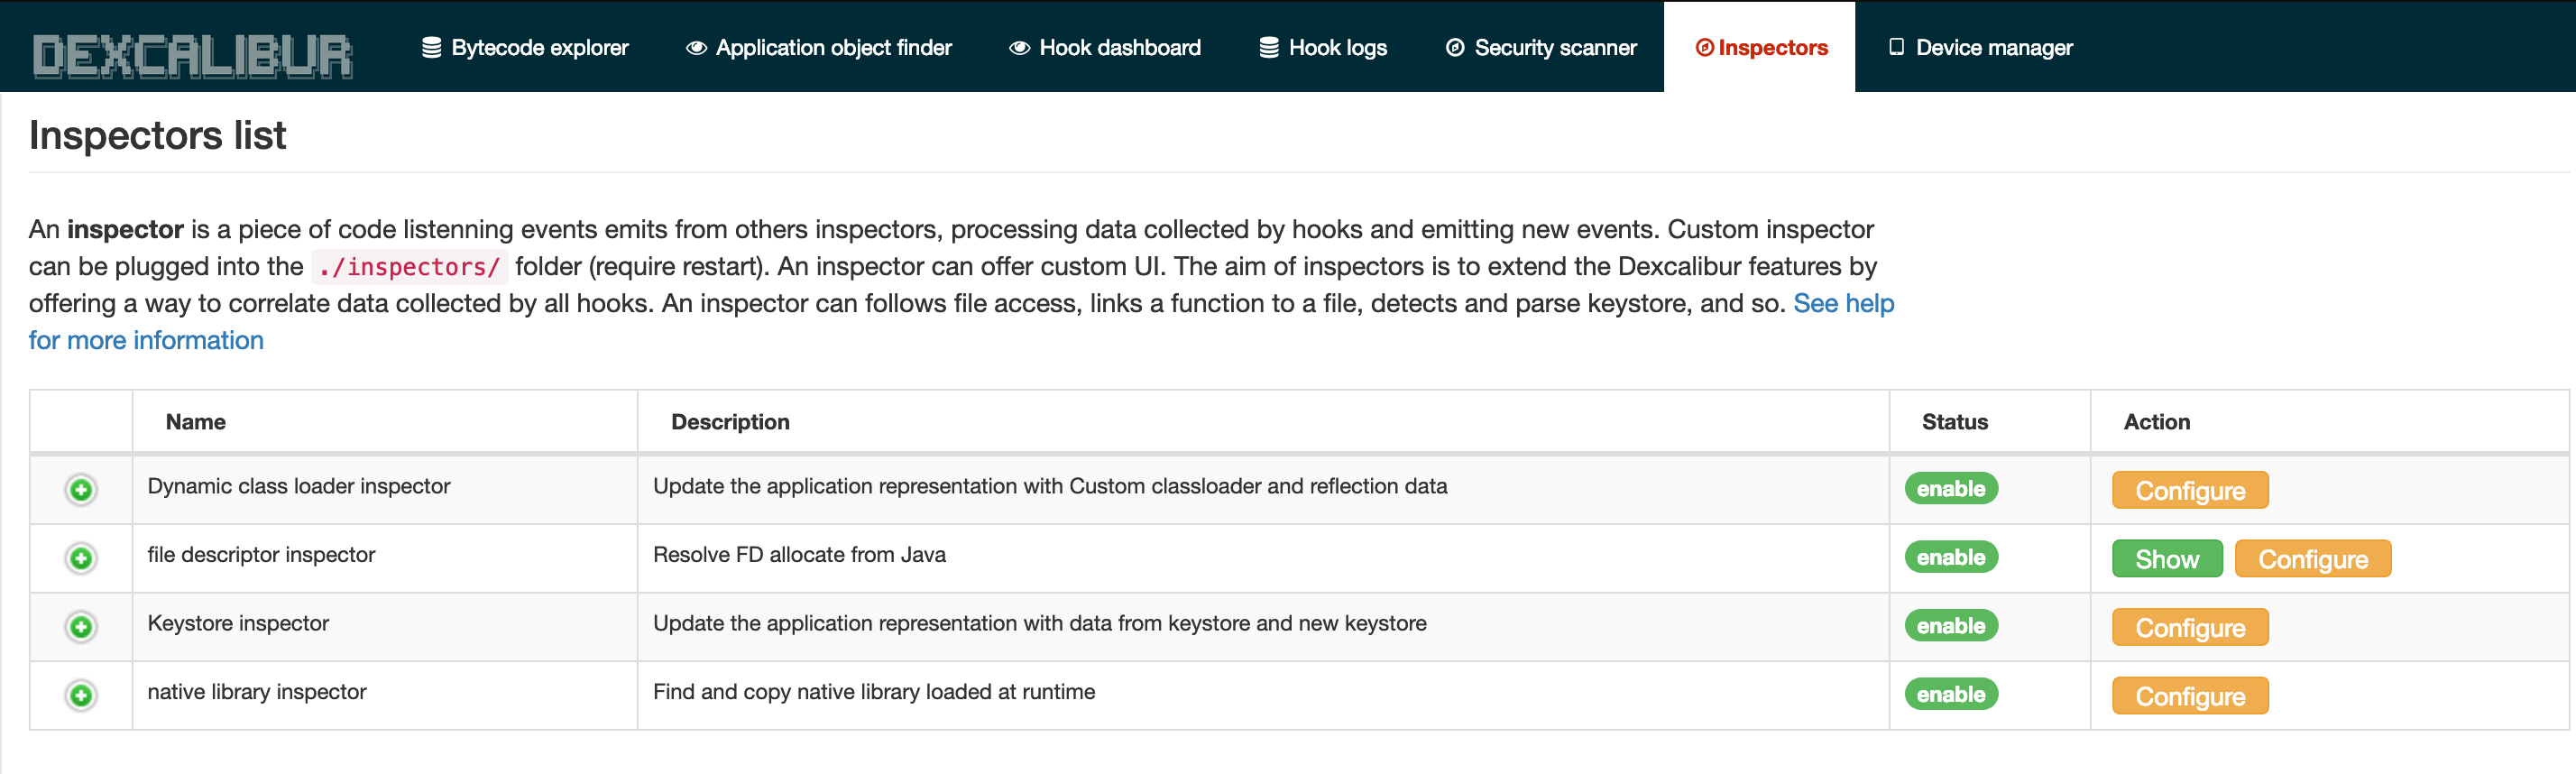 DEXCALIBUR Bytecode explorer Application object finder Hook dashboard Hook logs Security scanner Inspectors Device manager
Inspectors list
An inspector is a piece of code listenning events emits from others inspectors, processing data collected by hooks and emitting new events. Custom inspector
can be plugged into the ./inspectors/ folder (require restart). An inspector can offer custom UI. The aim of inspectors is to extend the Dexcalibur features by
offering a way to correlate data collected by all hooks. An inspector can follows file access, links a function to a file, detects and parse keystore, and so. See help
for more information
Name Description Status Action
Dynamic class loader inspector Update the application representation with Custom classloader and reflection data enable Configure
file descriptor inspector Resolve FD allocate from Java enable Show Configure
Keystore inspector Update the application representation with data from keystore and new keystore enable Configure
native library inspector Find and copy native library loaded at runtime enable Configure